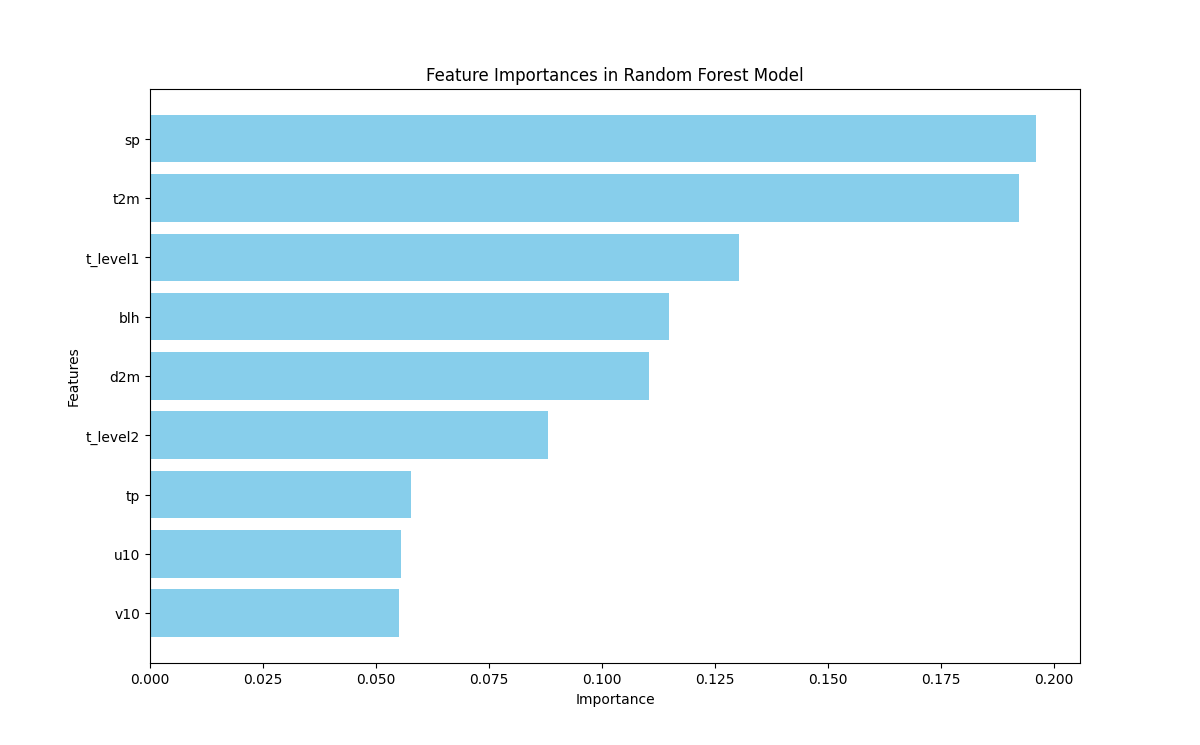 Feature Importances in Random Forest Model
sp
t2m
t_level1
blh
d2m
t_level2
tp
u10
v10
Features
0.000 0.025 0.050 0.075 0.100 0.125 0.150 0.175 0.200
Importance